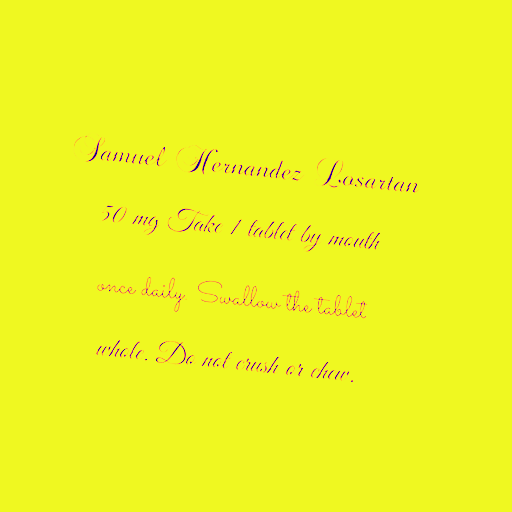 Samuel Hernandez Losartan
50 mg Take 1 tablet by mouth
once daily. Swallow the tablet
whole. Do not crush or chew.